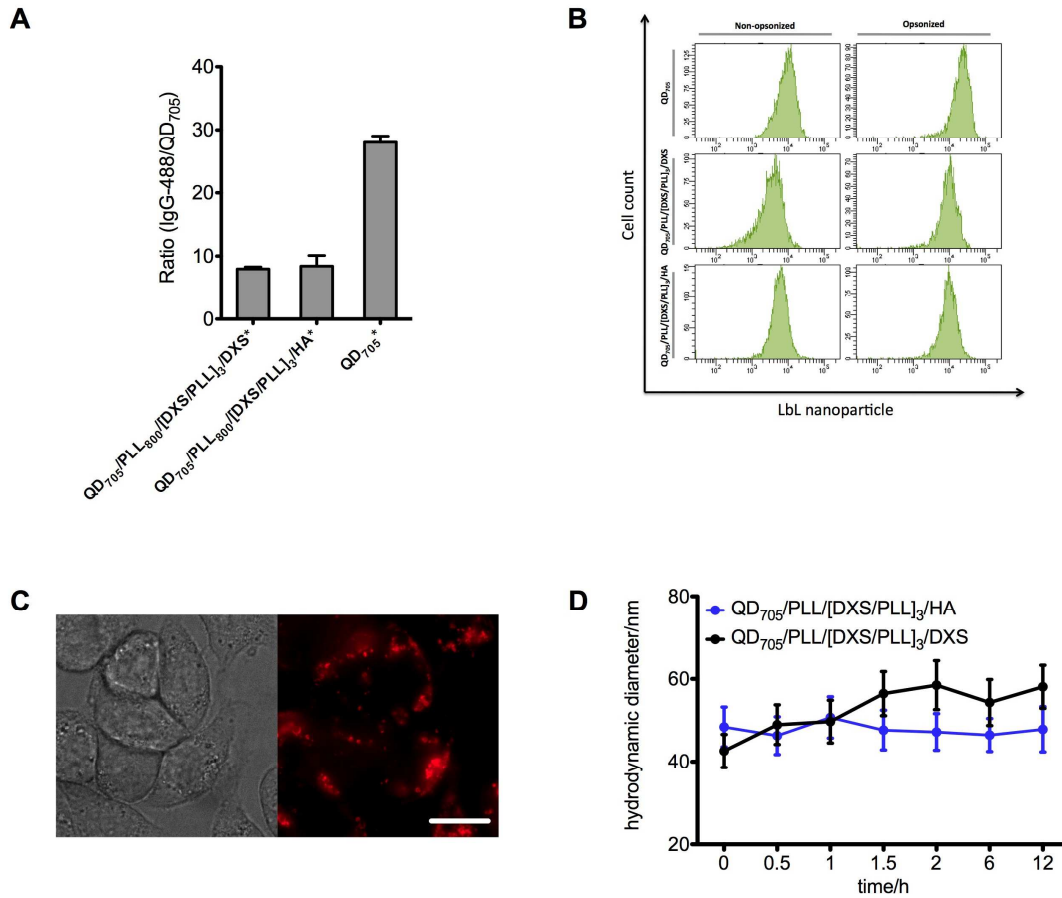 A
40
30
20
10
0
Ratio (IgG-488/QD705)
QD705/PLL800/[DXS/PLL]3/DXS*
QD705/PLL800/[DXS/PLL]3/HA*
QD705*
B
Non-opsonized
Opsonized
QD705
QD705/PLL/[DXS/PLL]3/DXS
QD705/PLL/[DXS/PLL]3/HA
Cell count
LbL nanoparticle
C
D
80
60
40
20
hydrodynamic diameter/nm
QD705/PLL/[DXS/PLL]3/HA
QD705/PLL/[DXS/PLL]3/DXS
0 0.5 1 1.5 2 6 12
time/h